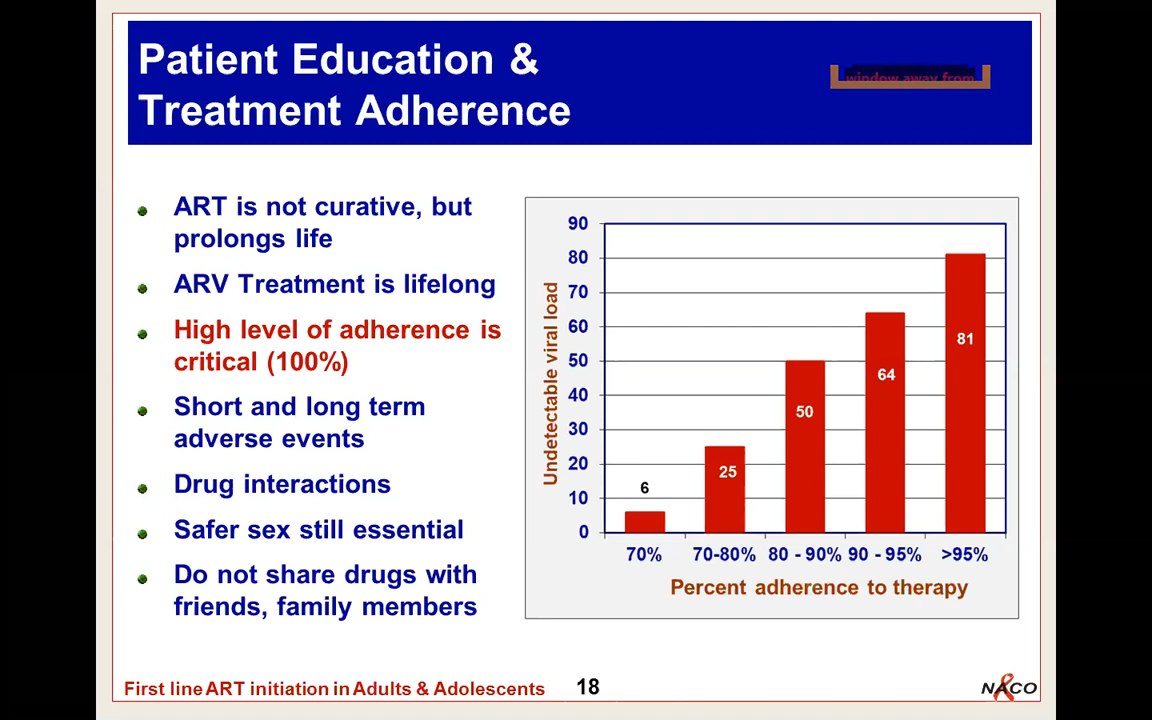 Patient Education &
Treatment Adherence
window away from
ART is not curative, but
prolongs life
ARV Treatment is lifelong
High level of adherence is
critical (100%)
Short and long term
adverse events
Drug interactions
Safer sex still essential
Do not share drugs with
friends, family members
Undetectable viral load
90
80
70
60
50
40
30
20
10
0
6
25
50
64
81
70%
70-80%
80 - 90%
90 - 95%
>95%
Percent adherence to therapy
First line ART initiation in Adults & Adolescents
18
NACO